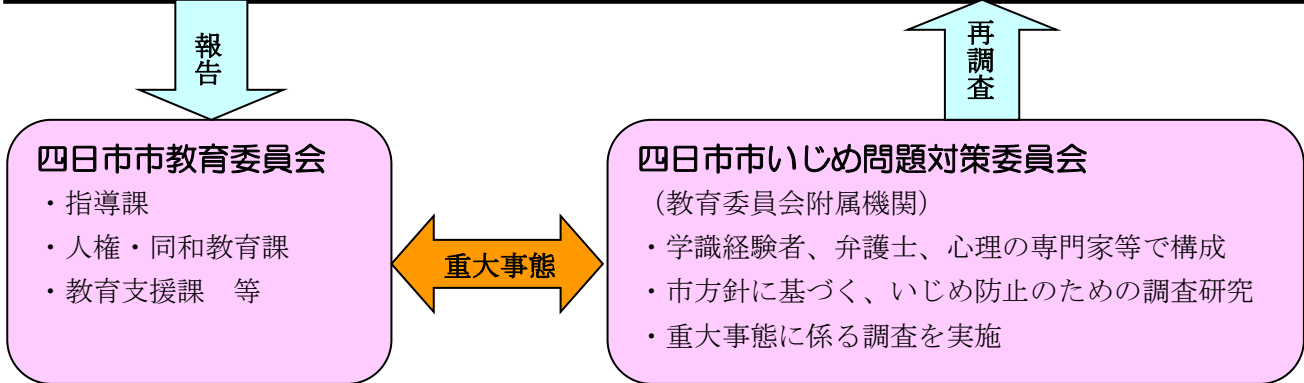 報告
再調査
四日市市教育委員会
・指導課
・人権・同和教育課
・教育支援課　等
重大事態
四日市市いじめ問題対策委員会
（教育委員会附属機関）
・学識経験者、弁護士、心理の専門家等で構成
・市方針に基づく、いじめ防止のための調査研究
・重大事態に係る調査を実施